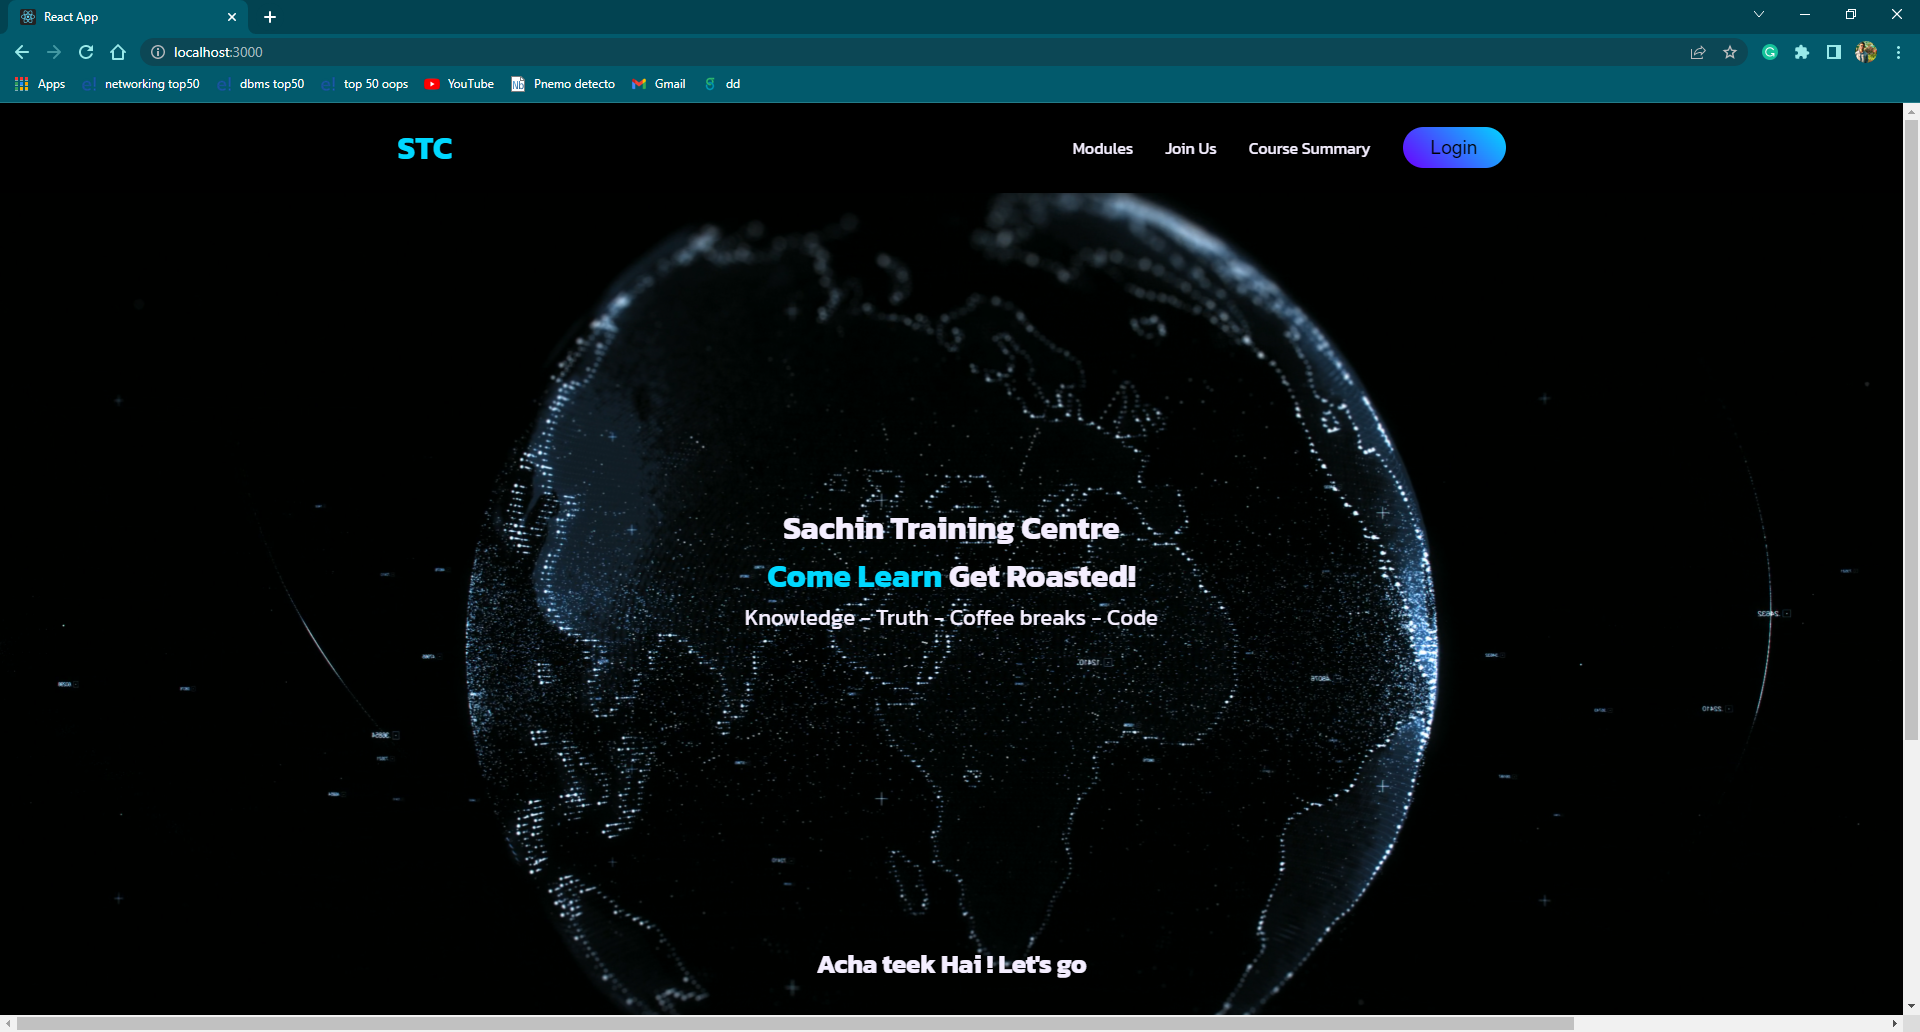 React App
localhost:3000
Apps
networking top50
dbms top50
top 50 oops
YouTube
Pnemo detecto
Gmail
dd
STC
Modules
Join Us
Course Summary
Login
Sachin Training Centre
Come Learn Get Roasted!
Knowledge - Truth - Coffee breaks - Code
Acha teek Hai ! Let's go